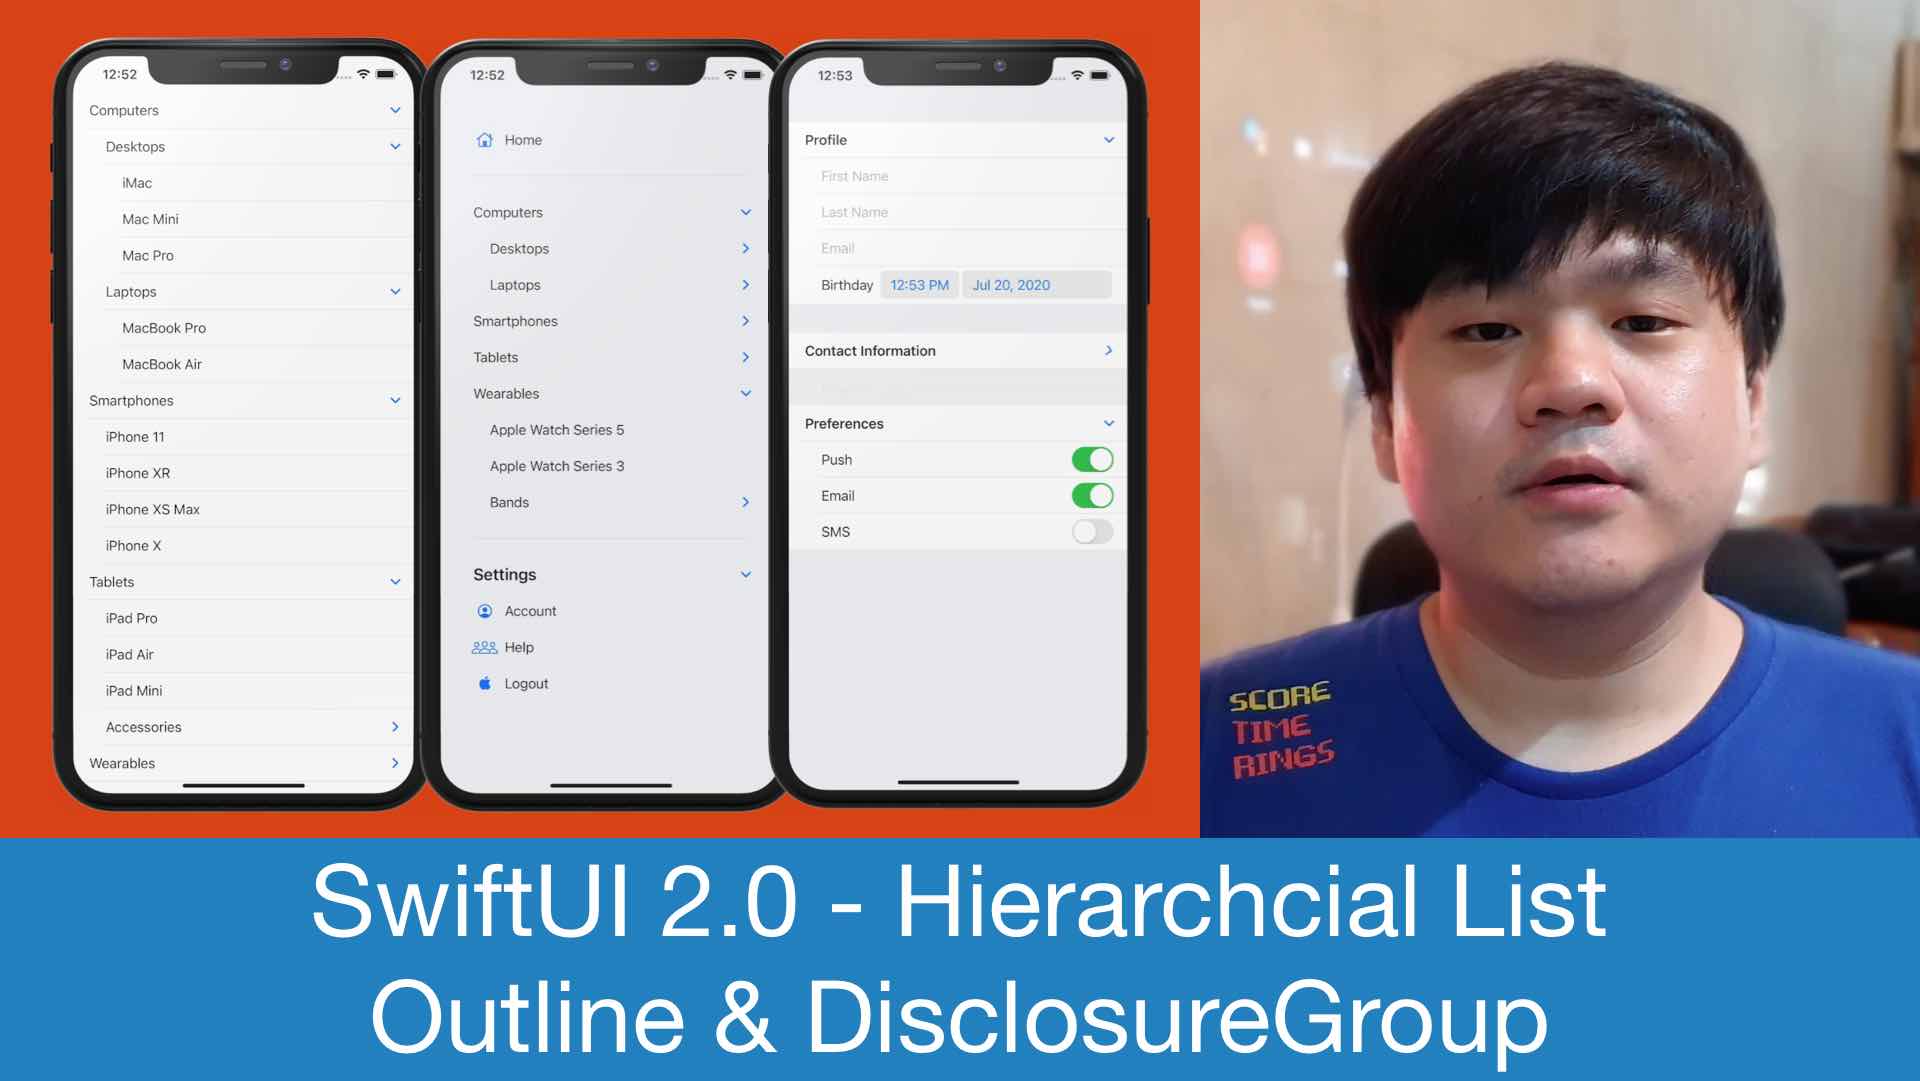 12:52
Computers
Desktops
iMac
Mac Mini
Mac Pro
Laptops
MacBook Pro
MacBook Air
Smartphones
iPhone 11
iPhone XR
iPhone XS Max
iPhone X
Tablets
iPad Pro
iPad Air
iPad Mini
Accessories
Wearables
12:52
Home
Computers
Desktops
Laptops
Smartphones
Tablets
Wearables
Apple Watch Series 5
Apple Watch Series 3
Bands
Settings
Account
Help
Logout
12:53
Profile
First Name
Last Name
Email
Birthday 12:53 PM Jul 20, 2020
Contact Information
Preferences
Push
Email
SMS
SCORE
TIME
RINGS
SwiftUI 2.0 - Hierarchcial List
Outline & DisclosureGroup